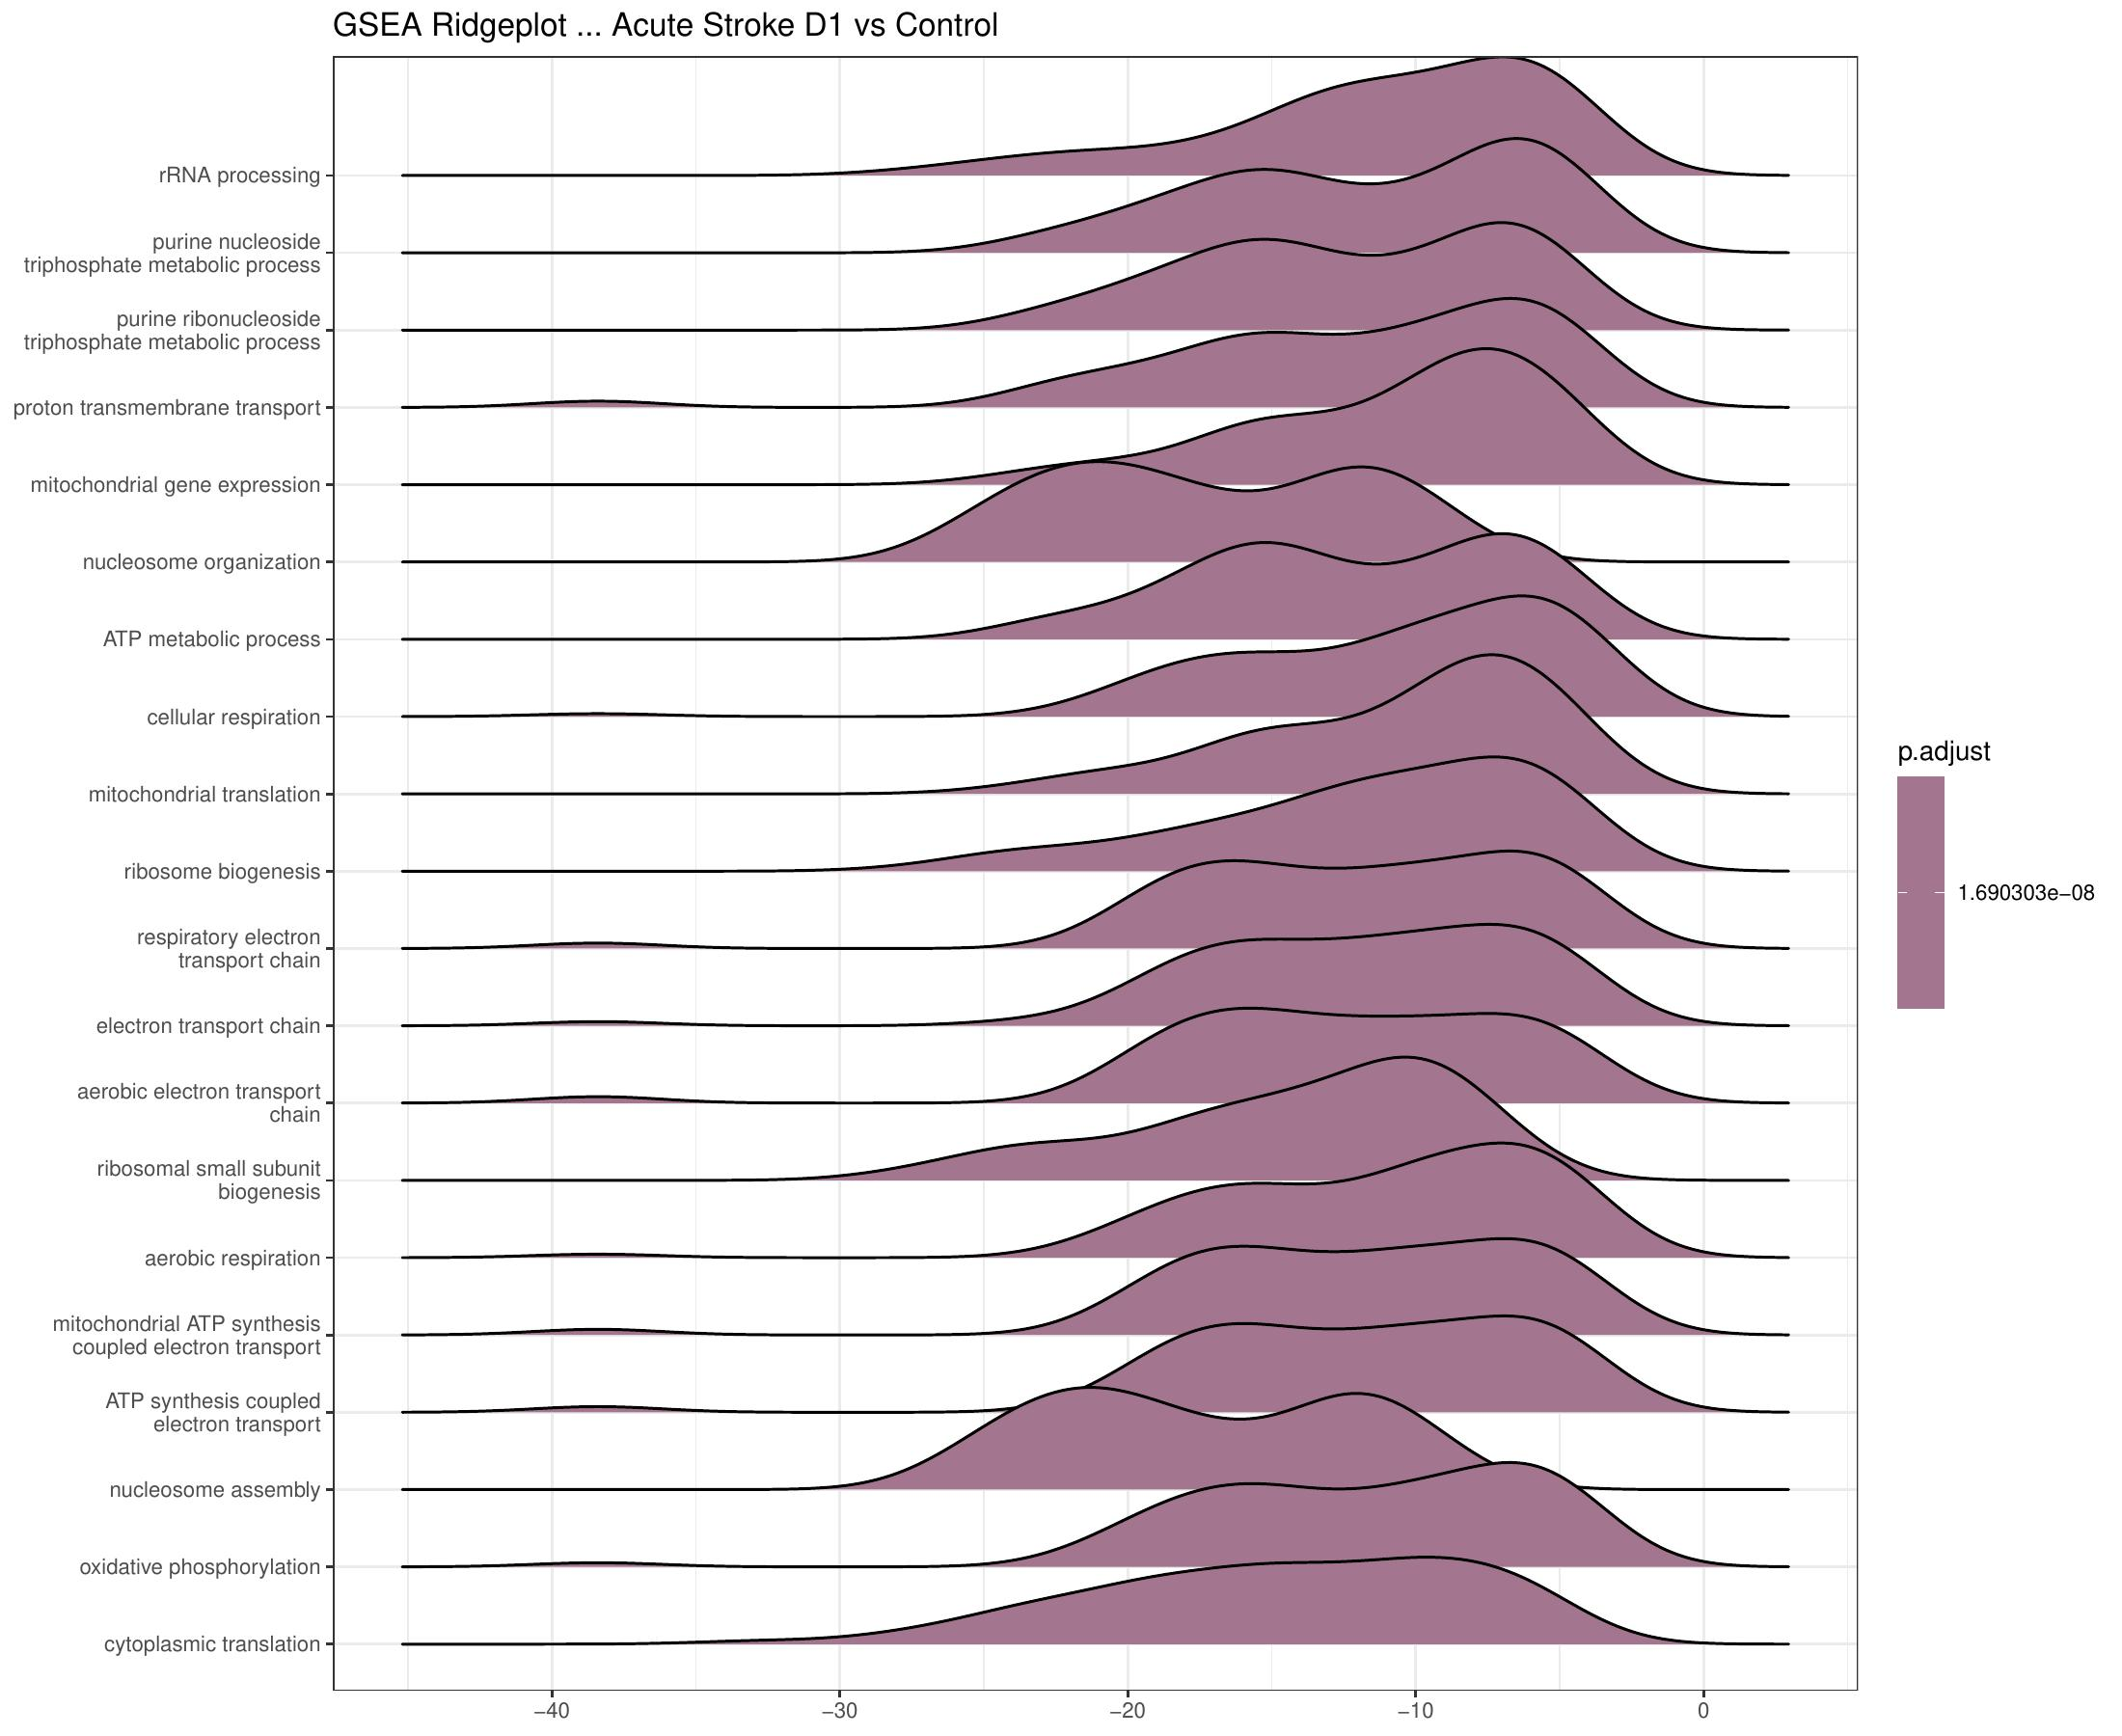 GSEA Ridgeplot ... Acute Stroke D1 vs Control
rRNA processing
purine nucleoside
triphosphate metabolic process
purine ribonucleoside
triphosphate metabolic process
proton transmembrane transport
mitochondrial gene expression
nucleosome organization
ATP metabolic process
cellular respiration
mitochondrial translation
ribosome biogenesis
respiratory electron
transport chain
electron transport chain
aerobic electron transport
chain
ribosomal small subunit
biogenesis
aerobic respiration
mitochondrial ATP synthesis
coupled electron transport
ATP synthesis coupled
electron transport
nucleosome assembly
oxidative phosphorylation
cytoplasmic translation
−40 −30 −20 −10 0
p.adjust
1.690303e−08